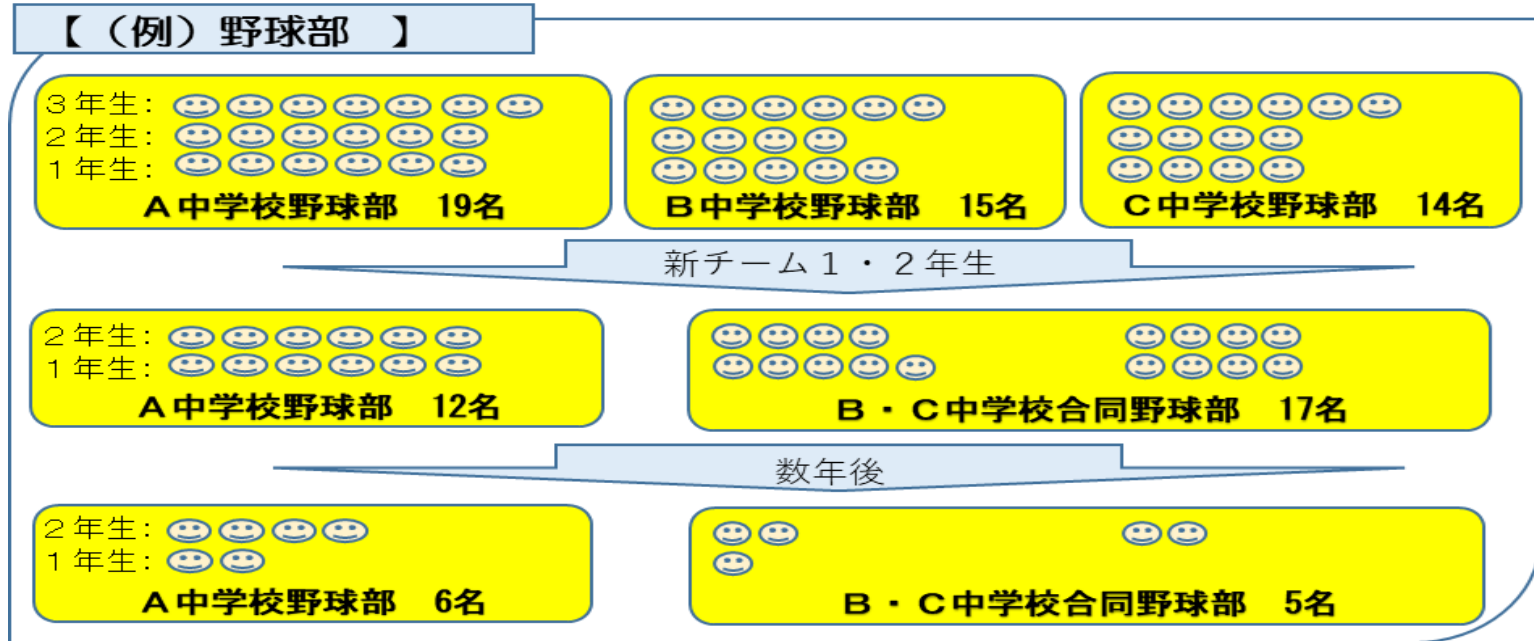 【（例）野球部　】
３年生：
２年生：
１年生：
Ａ中学校野球部　19名
Ｂ中学校野球部　15名
Ｃ中学校野球部　14名
新チーム１・２年生
２年生：
１年生：
Ａ中学校野球部　12名
Ｂ・Ｃ中学校合同野球部　17名
数年後
２年生：
１年生：
Ａ中学校野球部　6名
Ｂ・Ｃ中学校合同野球部　5名